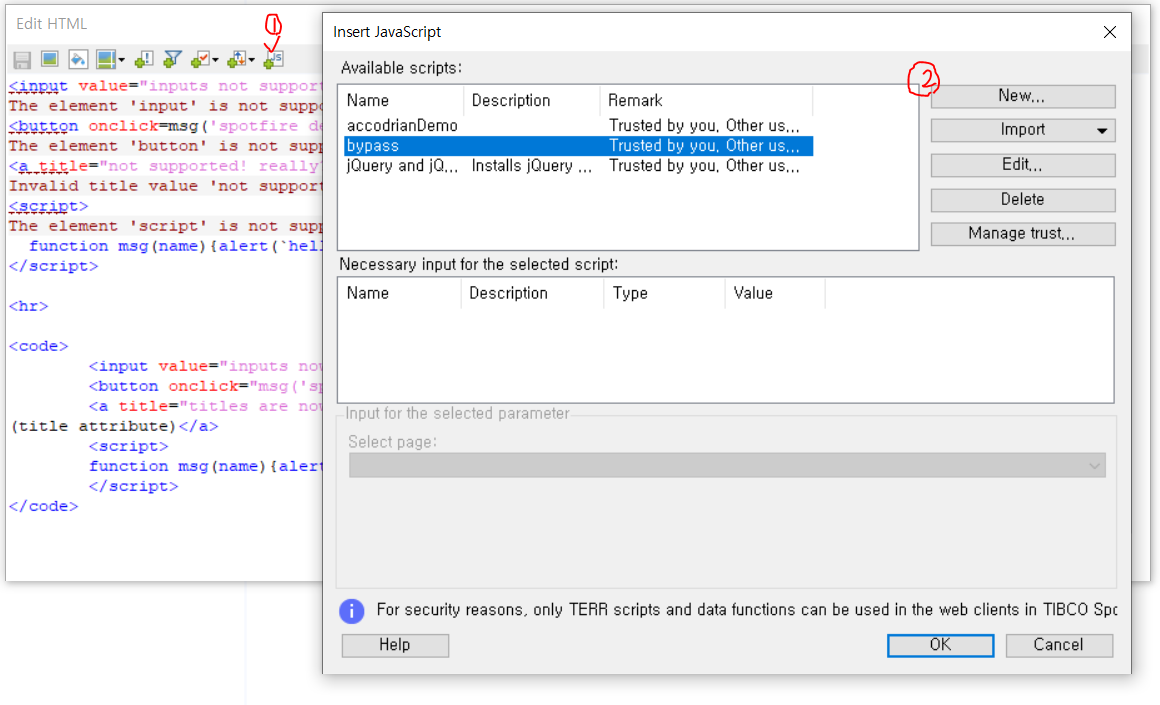 Edit HTML
1
<input value="inputs not support
The element 'input' is not supp
<button onclick=msg('spotfire de
The element 'button' is not sup
<a title="not supported! really?
Invalid title value 'not support
<script>
The element 'script' is not sup
function msg(name){alert(`hell
</script>
<hr>
<code>
<input value="inputs now
<button onclick="msg('sp
<a title="titles are now
(title attribute)</a>
<script>
function msg(name){alert
</script>
</code>
JS
Insert JavaScript
Available scripts:
2
Name Description Remark
accodrianDemo Trusted by you, Other us...
bypass Trusted by you, Other us...
jQuery and jQ... Installs jQuery ... Trusted by you, Other us...
New...
Import
Edit...
Delete
Manage trust...
Necessary input for the selected script:
Name Description Type Value
Input for the selected parameter
Select page:
For security reasons, only TERR scripts and data functions can be used in the web clients in TIBCO Spo
Help OK Cancel